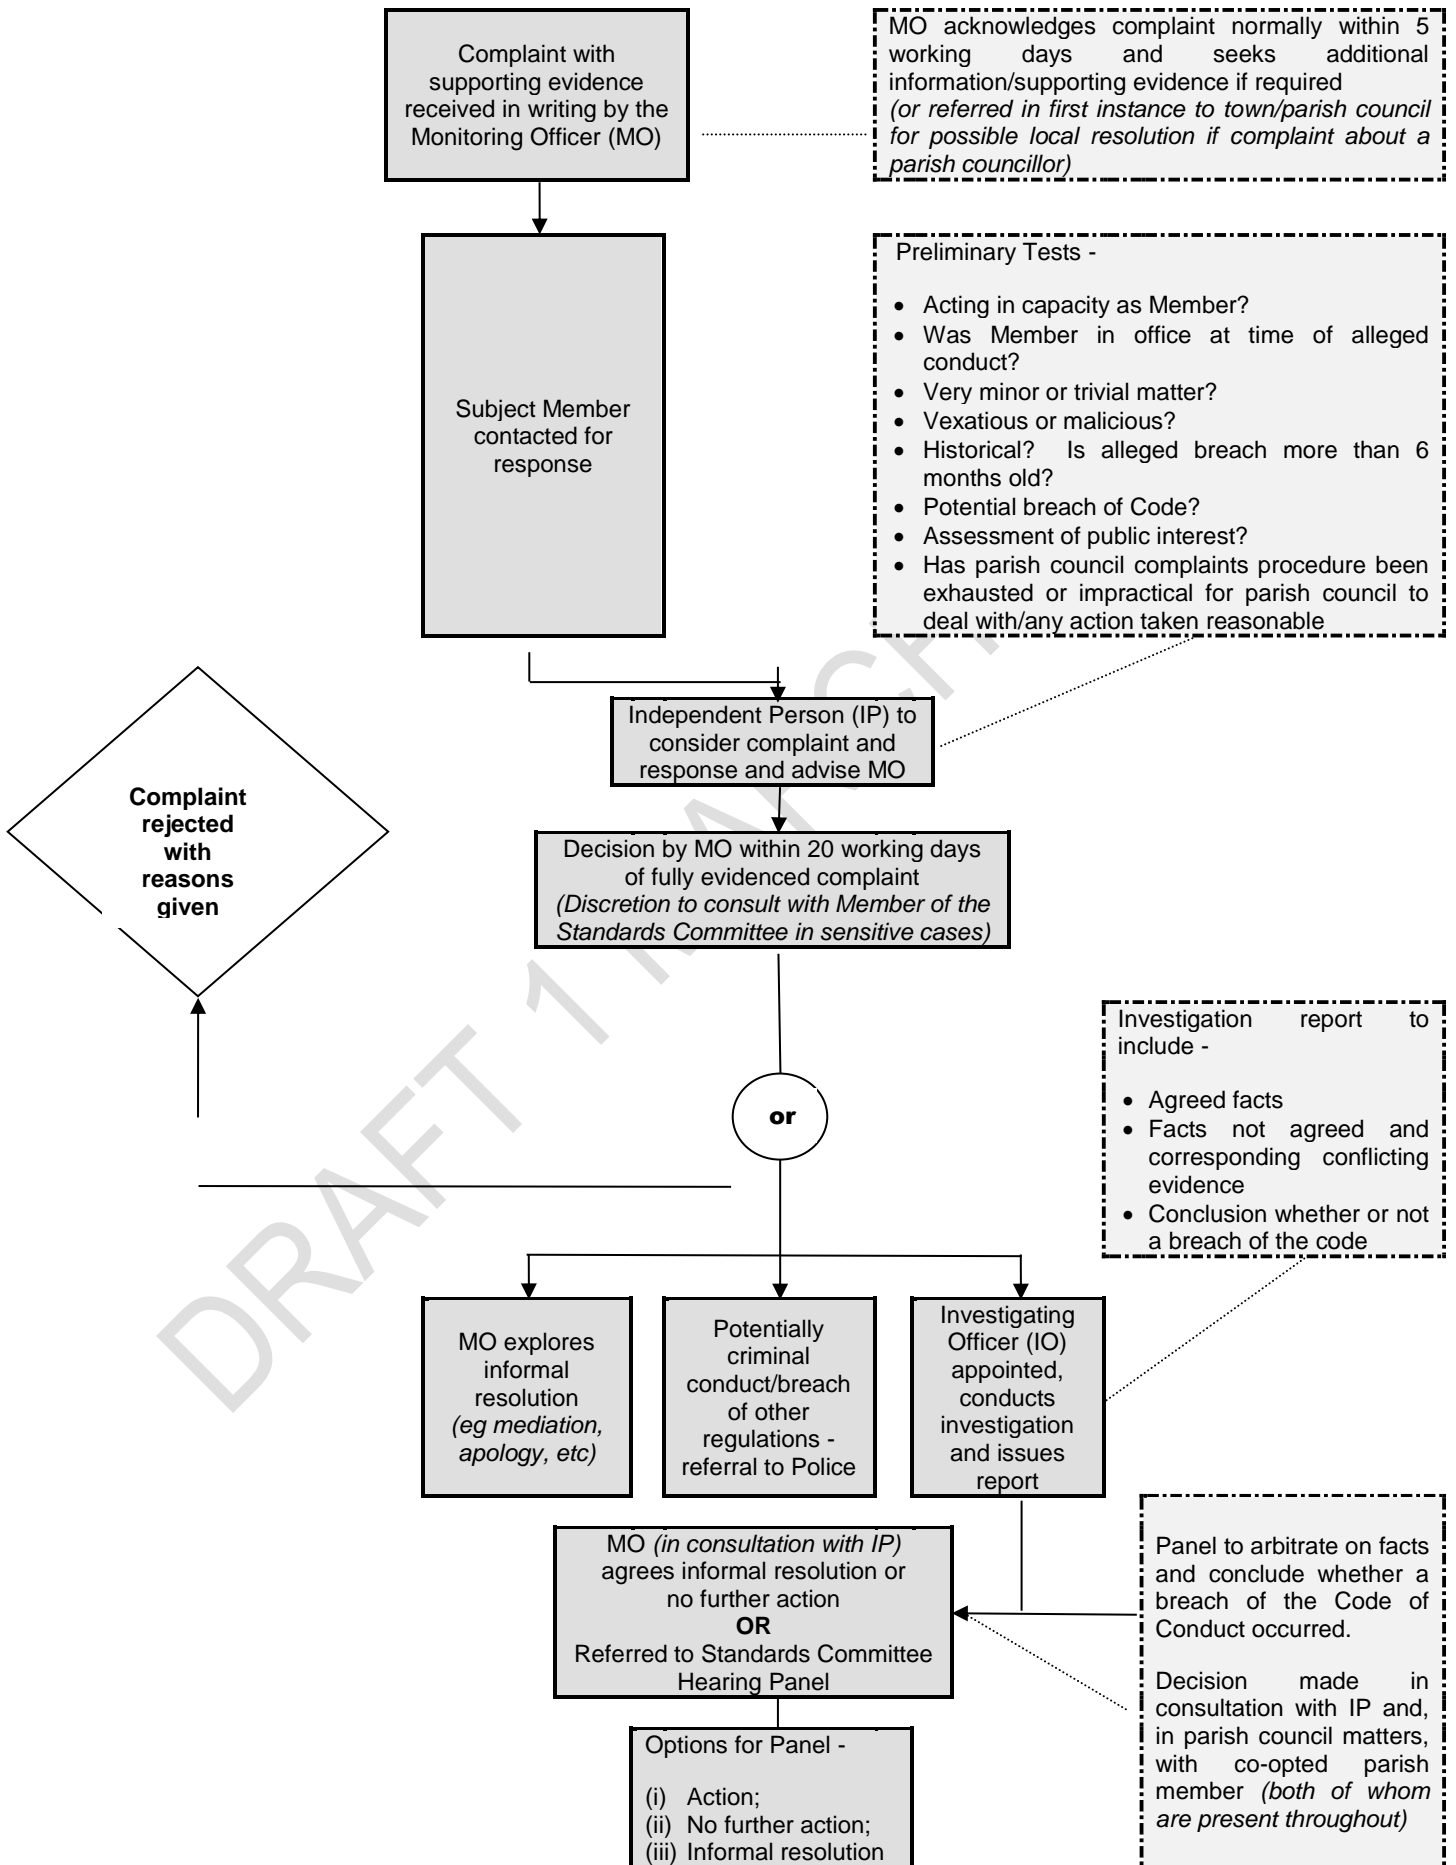 Complaint with
supporting evidence
received in writing by the
Monitoring Officer (MO)
MO acknowledges complaint normally within 5
working days and seeks additional
information/supporting evidence if required
(or referred in first instance to town/parish council
for possible local resolution if complaint about a
parish councillor)
Subject Member
contacted for
response
Preliminary Tests -
• Acting in capacity as Member?
• Was Member in office at time of alleged
conduct?
• Very minor or trivial matter?
• Vexatious or malicious?
• Historical? Is alleged breach more than 6
months old?
• Potential breach of Code?
• Assessment of public interest?
• Has parish council complaints procedure been
exhausted or impractical for parish council to
deal with/any action taken reasonable
Independent Person (IP) to
consider complaint and
response and advise MO
Complaint
rejected
with
reasons
given
Decision by MO within 20 working days
of fully evidenced complaint
(Discretion to consult with Member of the
Standards Committee in sensitive cases)
or
Investigation report to
include -
• Agreed facts
• Facts not agreed and
corresponding conflicting
evidence
• Conclusion whether or not
a breach of the code
MO explores
informal
resolution
(eg mediation,
apology, etc)
Potentially
criminal
conduct/breach
of other
regulations -
referral to Police
Investigating
Officer (IO)
appointed,
conducts
investigation
and issues
report
MO (in consultation with IP)
agrees informal resolution or
no further action
OR
Referred to Standards Committee
Hearing Panel
Panel to arbitrate on facts
and conclude whether a
breach of the Code of
Conduct occurred.
Decision made in
consultation with IP and,
in parish council matters,
with co-opted parish
member (both of whom
are present throughout)
Options for Panel -
(i) Action;
(ii) No further action;
(iii) Informal resolution
DRAFT 1 MARCH